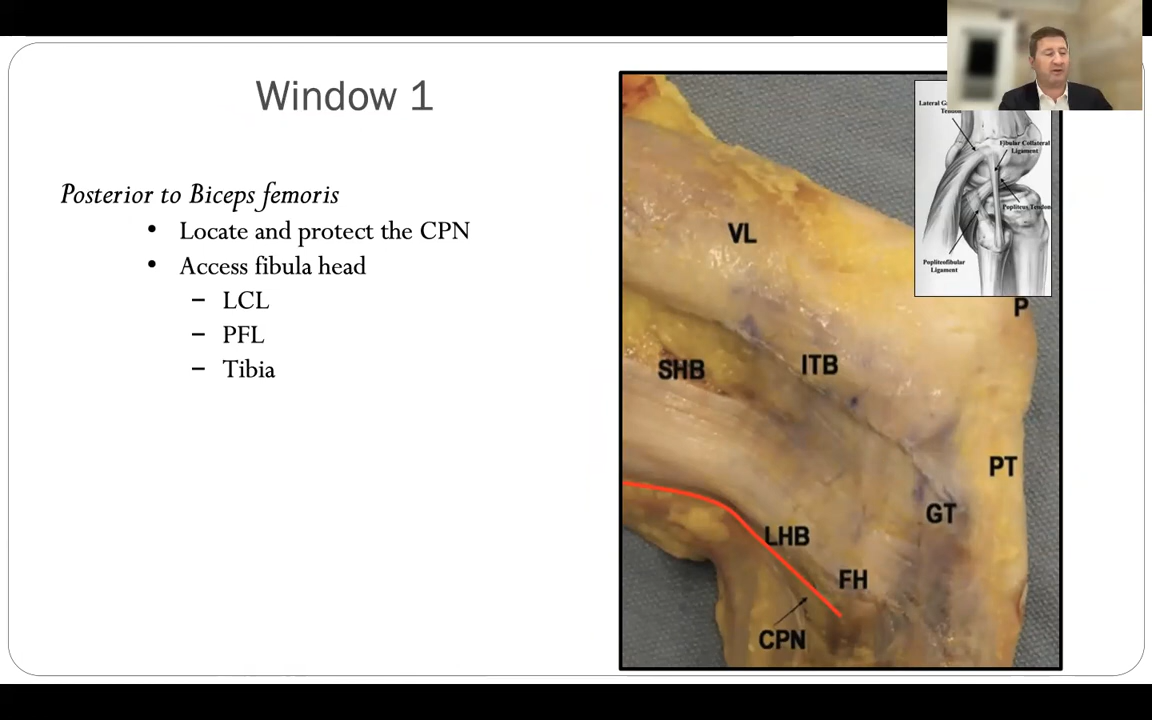 Window 1
Posterior to Biceps femoris
• Locate and protect the CPN
• Access fibula head
– LCL
– PFL
– Tibia
Lateral
Fibular Collateral
Ligament
Popliteus Tendon
Popliteofibular
Ligament
VL
P
SHB
ITB
PT
GT
LHB
FH
CPN